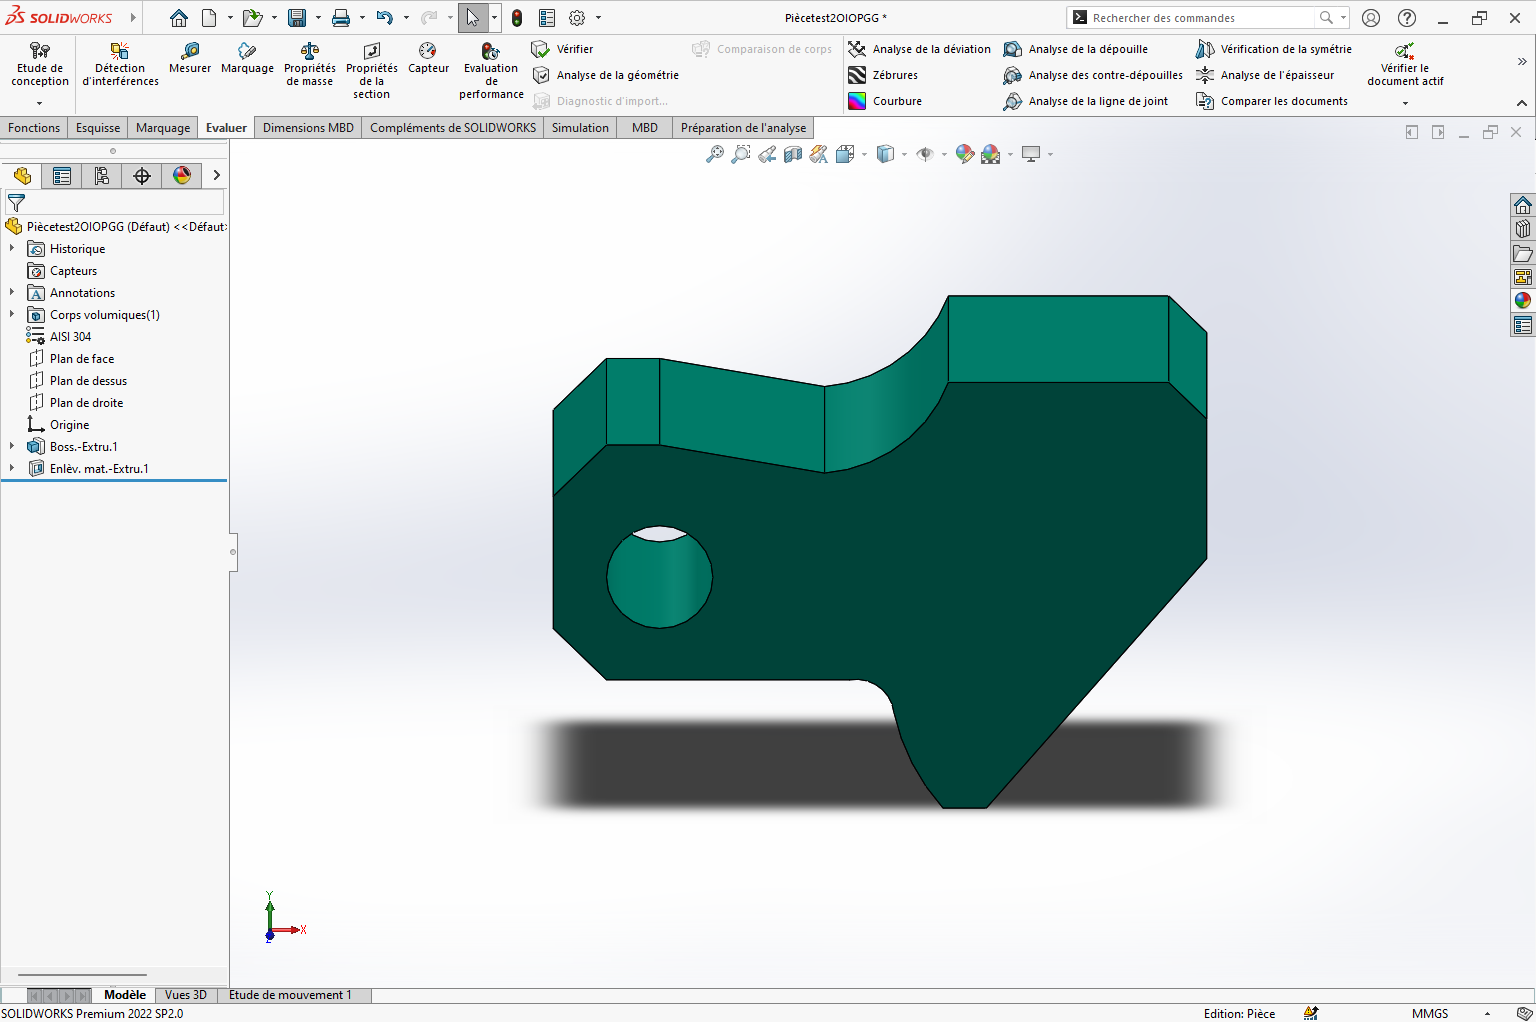 SOLIDWORKS
Piècetest2OIOPGG *
Rechercher des commandes
Etude de conception
Détection d'interférences
Mesurer
Marquage
Propriétés de masse
Propriétés de la section
Capteur
Evaluation de performance
Vérifier
Analyse de la géométrie
Diagnostic d'import...
Comparaison de corps
Analyse de la déviation
Zébrures
Courbure
Analyse de la dépouille
Analyse des contre-dépouilles
Analyse de la ligne de joint
Vérification de la symétrie
Analyse de l'épaisseur
Comparer les documents
Vérifier le document actif
Fonctions
Esquisse
Marquage
Evaluer
Dimensions MBD
Compléments de SOLIDWORKS
Simulation
MBD
Préparation de l'analyse
Piècetest2OIOPGG (Défaut) <<Défaut>
Historique
Capteurs
Annotations
Corps volumiques(1)
AISI 304
Plan de face
Plan de dessus
Plan de droite
Origine
Boss.-Extru.1
Enlèv. mat.-Extru.1
Y
X
Z
Modèle
Vues 3D
Etude de mouvement 1
SOLIDWORKS Premium 2022 SP2.0
Edition: Pièce
MMGS